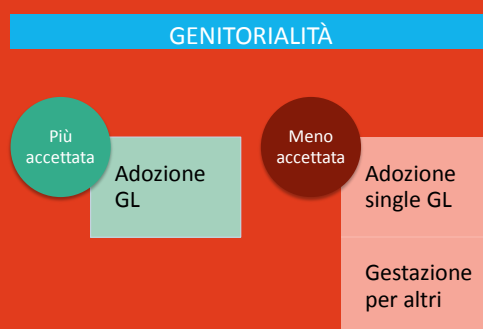 GENITORIALITÀ
Più
accettata
Adozione
GL
Meno
accettata
Adozione
single GL
Gestazione
per altri